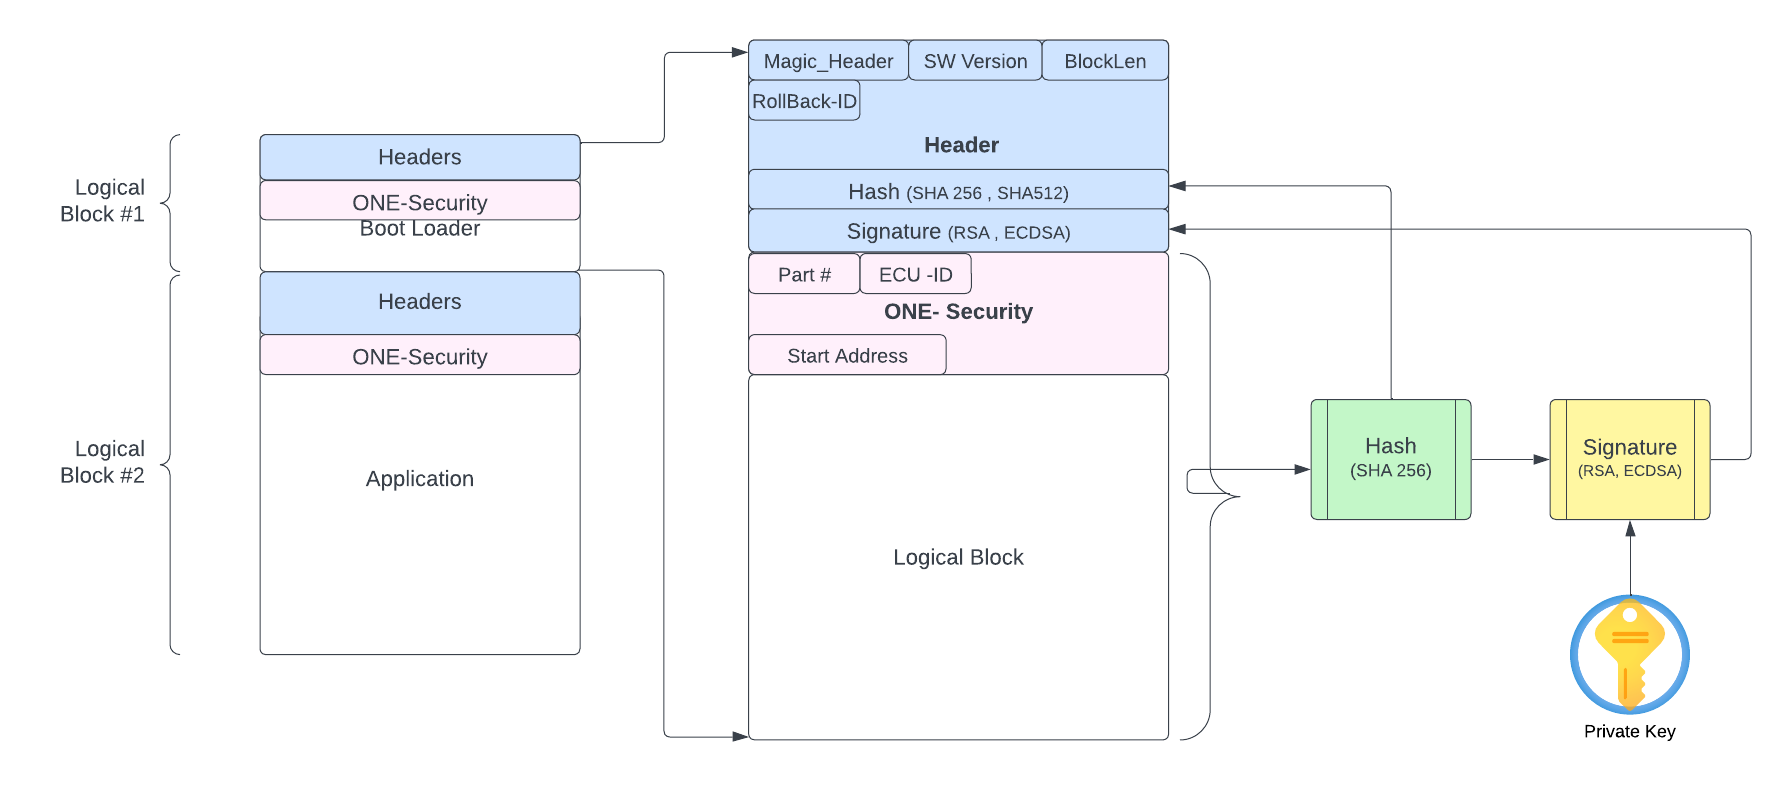 Logical
Block #1
Headers
ONE-Security
Boot Loader
Logical
Block #2
Headers
ONE-Security
Application
Magic_Header
SW Version
BlockLen
RollBack-ID
Header
Hash (SHA 256 , SHA512)
Signature (RSA , ECDSA)
Part #
ECU -ID
ONE- Security
Start Address
Logical Block
Hash
(SHA 256)
Signature
(RSA, ECDSA)
Private Key